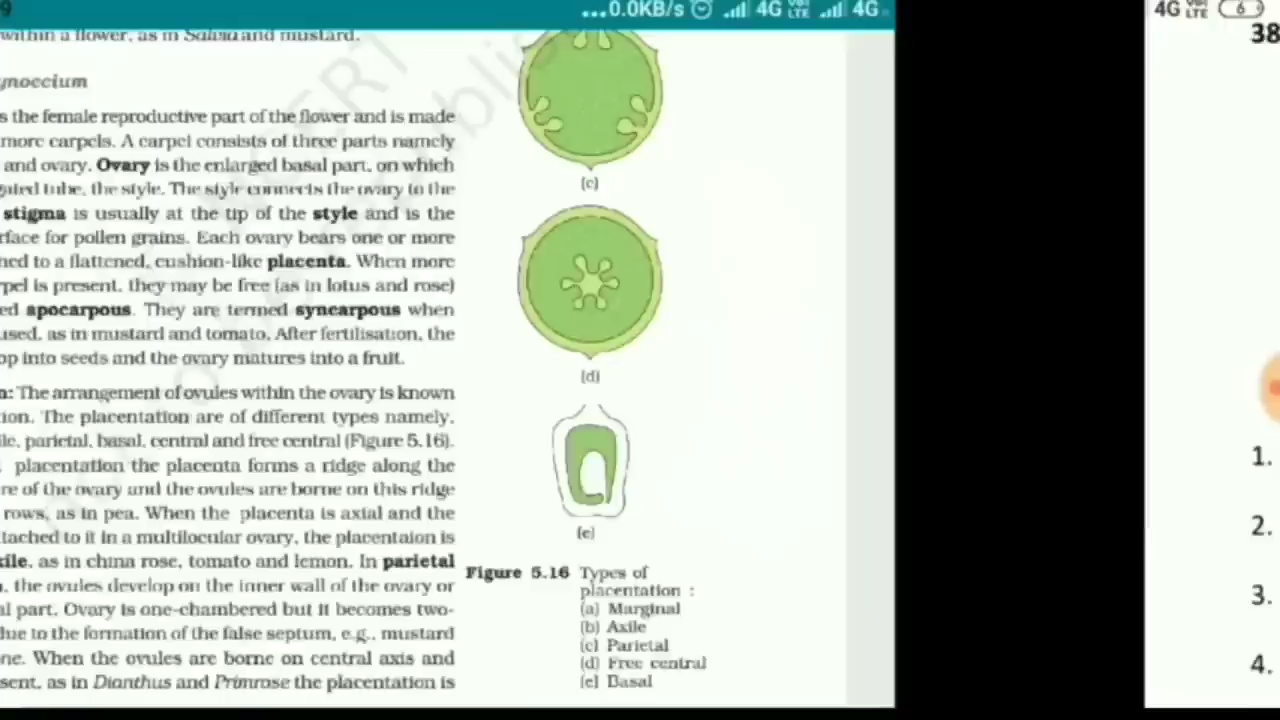 9
...0.0KB/s 4G VoLTE 4G
within a flower, as in Salvia and mustard.
ynoecium
s the female reproductive part of the flower and is made
more carpels. A carpel consists of three parts namely
and ovary. Ovary is the enlarged basal part, on which
gated tube, the style. The style connects the ovary to the
stigma is usually at the tip of the style and is the
rface for pollen grains. Each ovary bears one or more
hed to a flattened, cushion-like placenta. When more
rpel is present, they may be free (as in lotus and rose)
ed apocarpous. They are termed syncarpous when
used, as in mustard and tomato. After fertilisation, the
op into seeds and the ovary matures into a fruit.
n: The arrangement of ovules within the ovary is known
tion. The placentation are of different types namely,
ile, parietal, basal, central and free central (Figure 5.16).
placentation the placenta forms a ridge along the
re of the ovary and the ovules are borne on this ridge
rows, as in pea. When the placenta is axial and the
ttached to it in a multilocular ovary, the placentaion is
xile, as in china rose, tomato and lemon. In parietal
n, the ovules develop on the inner wall of the ovary or
al part. Ovary is one-chambered but it becomes two-
due to the formation of the false septum, e.g., mustard
ne. When the ovules are borne on central axis and
sent, as in Dianthus and Primrose the placentation is
(c)
(d)
(e)
Figure 5.16 Types of
placentation :
(a) Marginal
(b) Axile
(c) Parietal
(d) Free central
(e) Basal
4G VoLTE 6
38
1.
2.
3.
4.